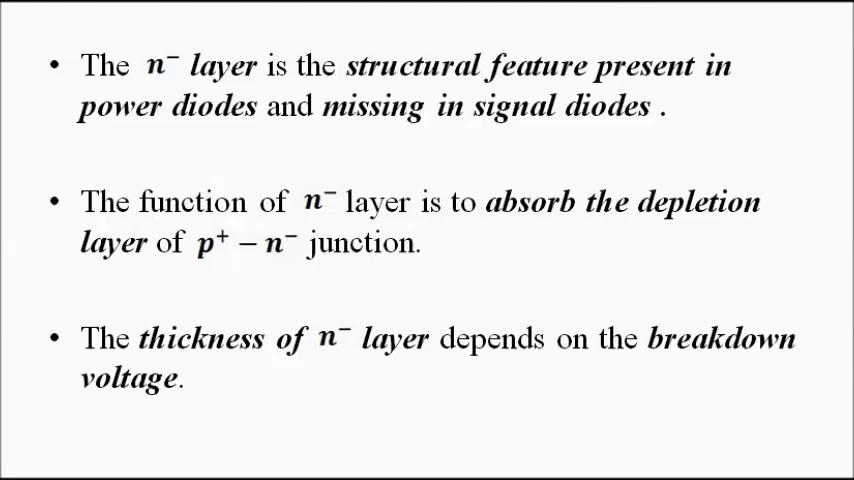 • The n⁻ layer is the structural feature present in
power diodes and missing in signal diodes .
• The function of n⁻ layer is to absorb the depletion
layer of p⁺ − n⁻ junction.
• The thickness of n⁻ layer depends on the breakdown
voltage.